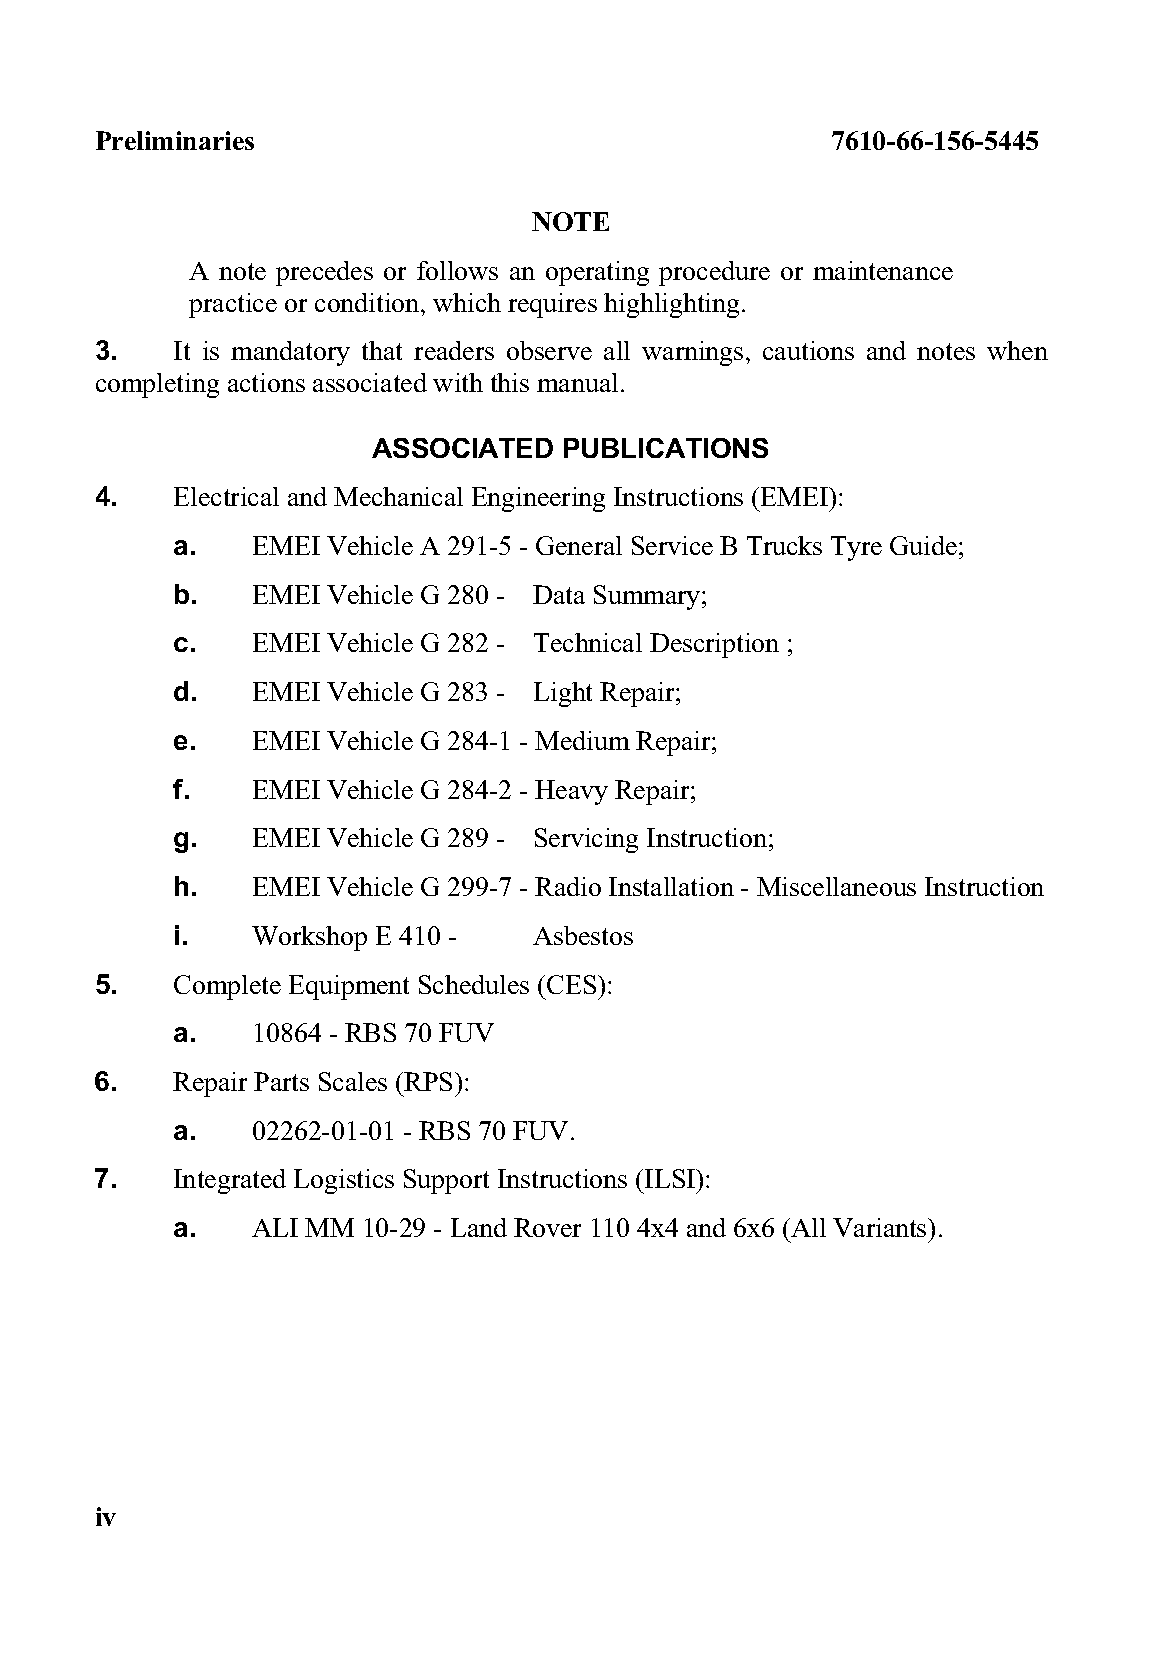 Preliminaries 7610-66-156-5445
NOTE
A note precedes or follows an operating procedure or maintenance
practice or condition, which requires highlighting.
3. It is mandatory that readers observe all warnings, cautions and notes when
completing actions associated with this manual.
ASSOCIATED PUBLICATIONS
4. Electrical and Mechanical Engineering Instructions (EMEI):
a. EMEI Vehicle A 291-5 - General Service B Trucks Tyre Guide;
b. EMEI Vehicle G 280 - Data Summary;
c. EMEI Vehicle G 282 - Technical Description ;
d. EMEI Vehicle G 283 - Light Repair;
e. EMEI Vehicle G 284-1 - Medium Repair;
f. EMEI Vehicle G 284-2 - Heavy Repair;
g. EMEI Vehicle G 289 - Servicing Instruction;
h. EMEI Vehicle G 299-7 - Radio Installation - Miscellaneous Instruction
i. Workshop E 410 - Asbestos
5. Complete Equipment Schedules (CES):
a. 10864 - RBS 70 FUV
6. Repair Parts Scales (RPS):
a. 02262-01-01 - RBS 70 FUV.
7. Integrated Logistics Support Instructions (ILSI):
a. ALI MM 10-29 - Land Rover 110 4x4 and 6x6 (All Variants).
iv